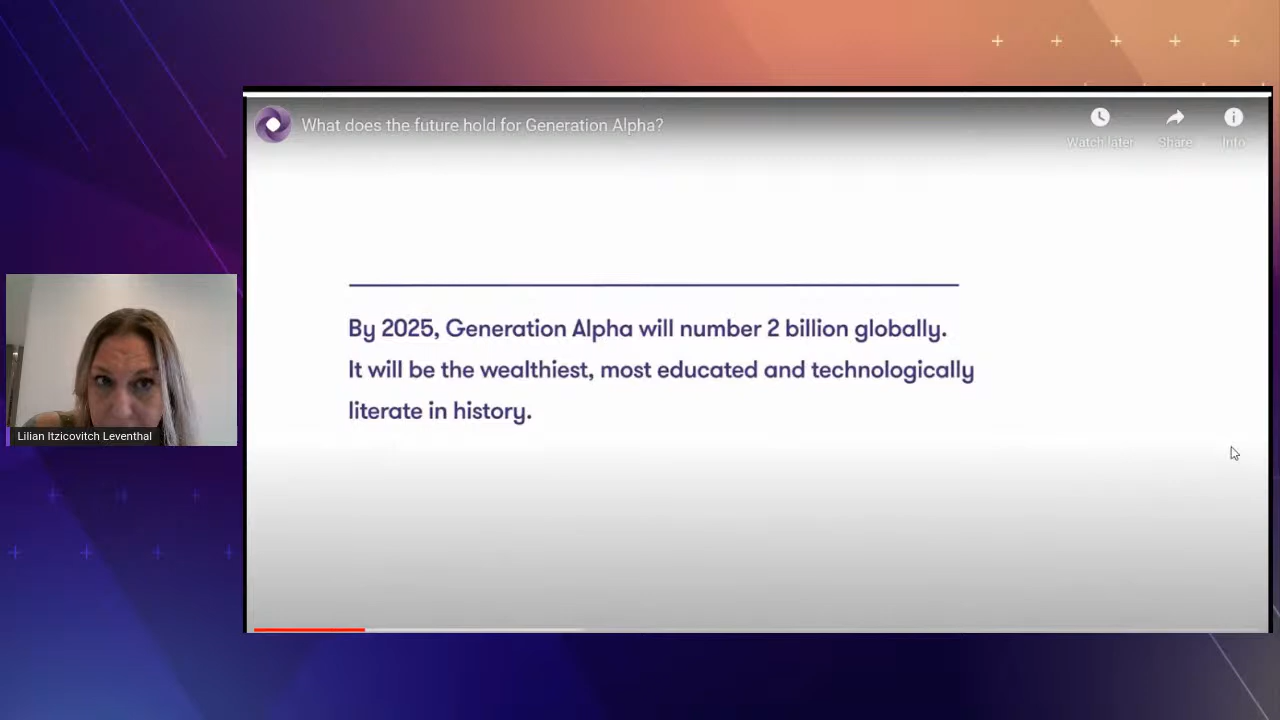 What does the future hold for Generation Alpha?
Watch later
Share
Info
By 2025, Generation Alpha will number 2 billion globally.
It will be the wealthiest, most educated and technologically
literate in history.
Lilian Itzicovitch Leventhal